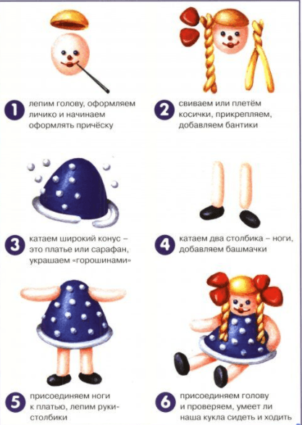 1 лепим голову, оформляем
личико и начинаем
оформлять причёску
2 свиваем или плетём
косички, прикрепляем,
добавляем бантики
3 катаем широкий конус –
это платье или сарафан,
украшаем «горошинами»
4 катаем два столбика – ноги,
добавляем башмачки
5 присоединяем ноги
к платью, лепим руки-
столбики
6 присоединяем голову
и проверяем, умеет ли
наша кукла сидеть и ходить